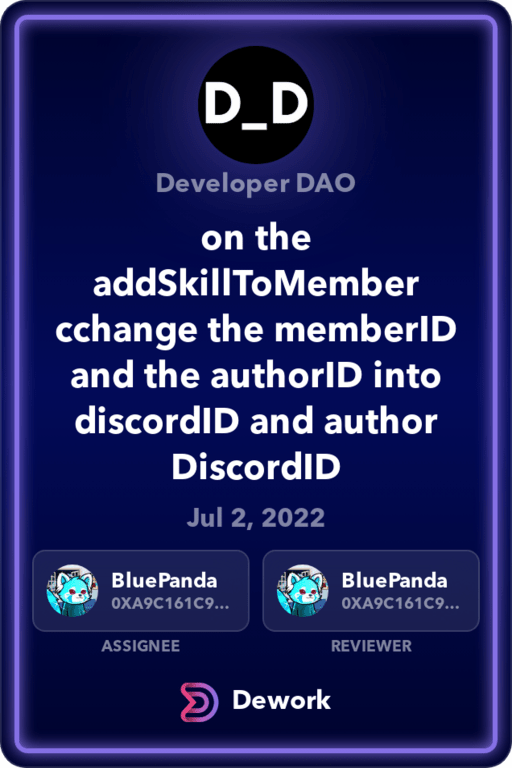 D_D
Developer DAO
on the
addSkillToMember
cchange the memberID
and the authorID into
discordID and author
DiscordID
Jul 2, 2022
BluePanda
0XA9C161C9...
BluePanda
0XA9C161C9...
ASSIGNEE
REVIEWER
Dework